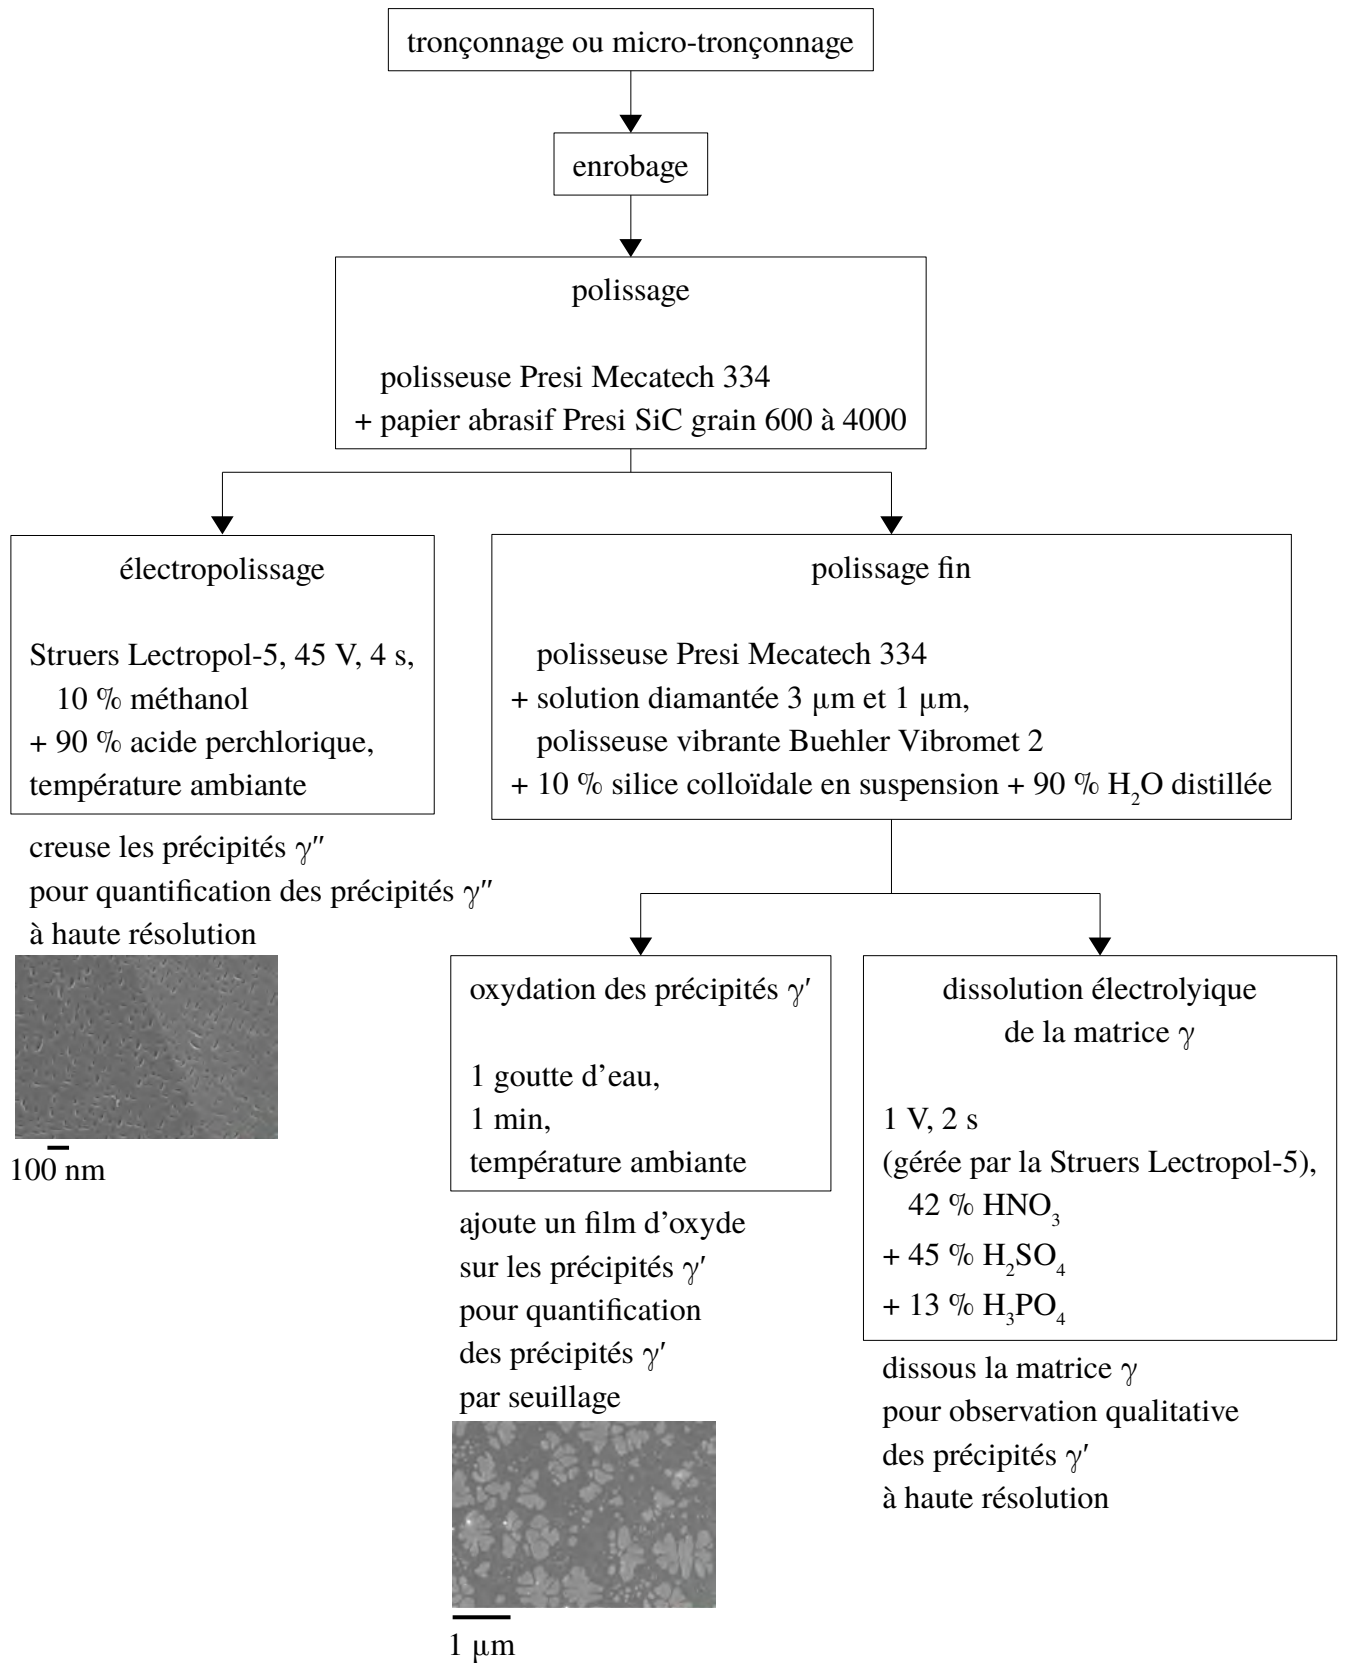 tronçonnage ou micro-tronçonnage
enrobage
polissage
polisseuse Presi Mecatech 334
+ papier abrasif Presi SiC grain 600 à 4000
électropolissage
Struers Lectropol-5, 45 V, 4 s,
10 % méthanol
+ 90 % acide perchlorique,
température ambiante
creuse les précipités γ″
pour quantification des précipités γ″
à haute résolution
100 nm
polissage fin
polisseuse Presi Mecatech 334
+ solution diamantée 3 µm et 1 µm,
polisseuse vibrante Buehler Vibromet 2
+ 10 % silice colloïdale en suspension + 90 % H₂O distillée
oxydation des précipités γ′
1 goutte d’eau,
1 min,
température ambiante
ajoute un film d’oxyde
sur les précipités γ′
pour quantification
des précipités γ′
par seuillage
1 µm
dissolution électrolyique
de la matrice γ
1 V, 2 s
(gérée par la Struers Lectropol-5),
42 % HNO₃
+ 45 % H₂SO₄
+ 13 % H₃PO₄
dissous la matrice γ
pour observation qualitative
des précipités γ′
à haute résolution